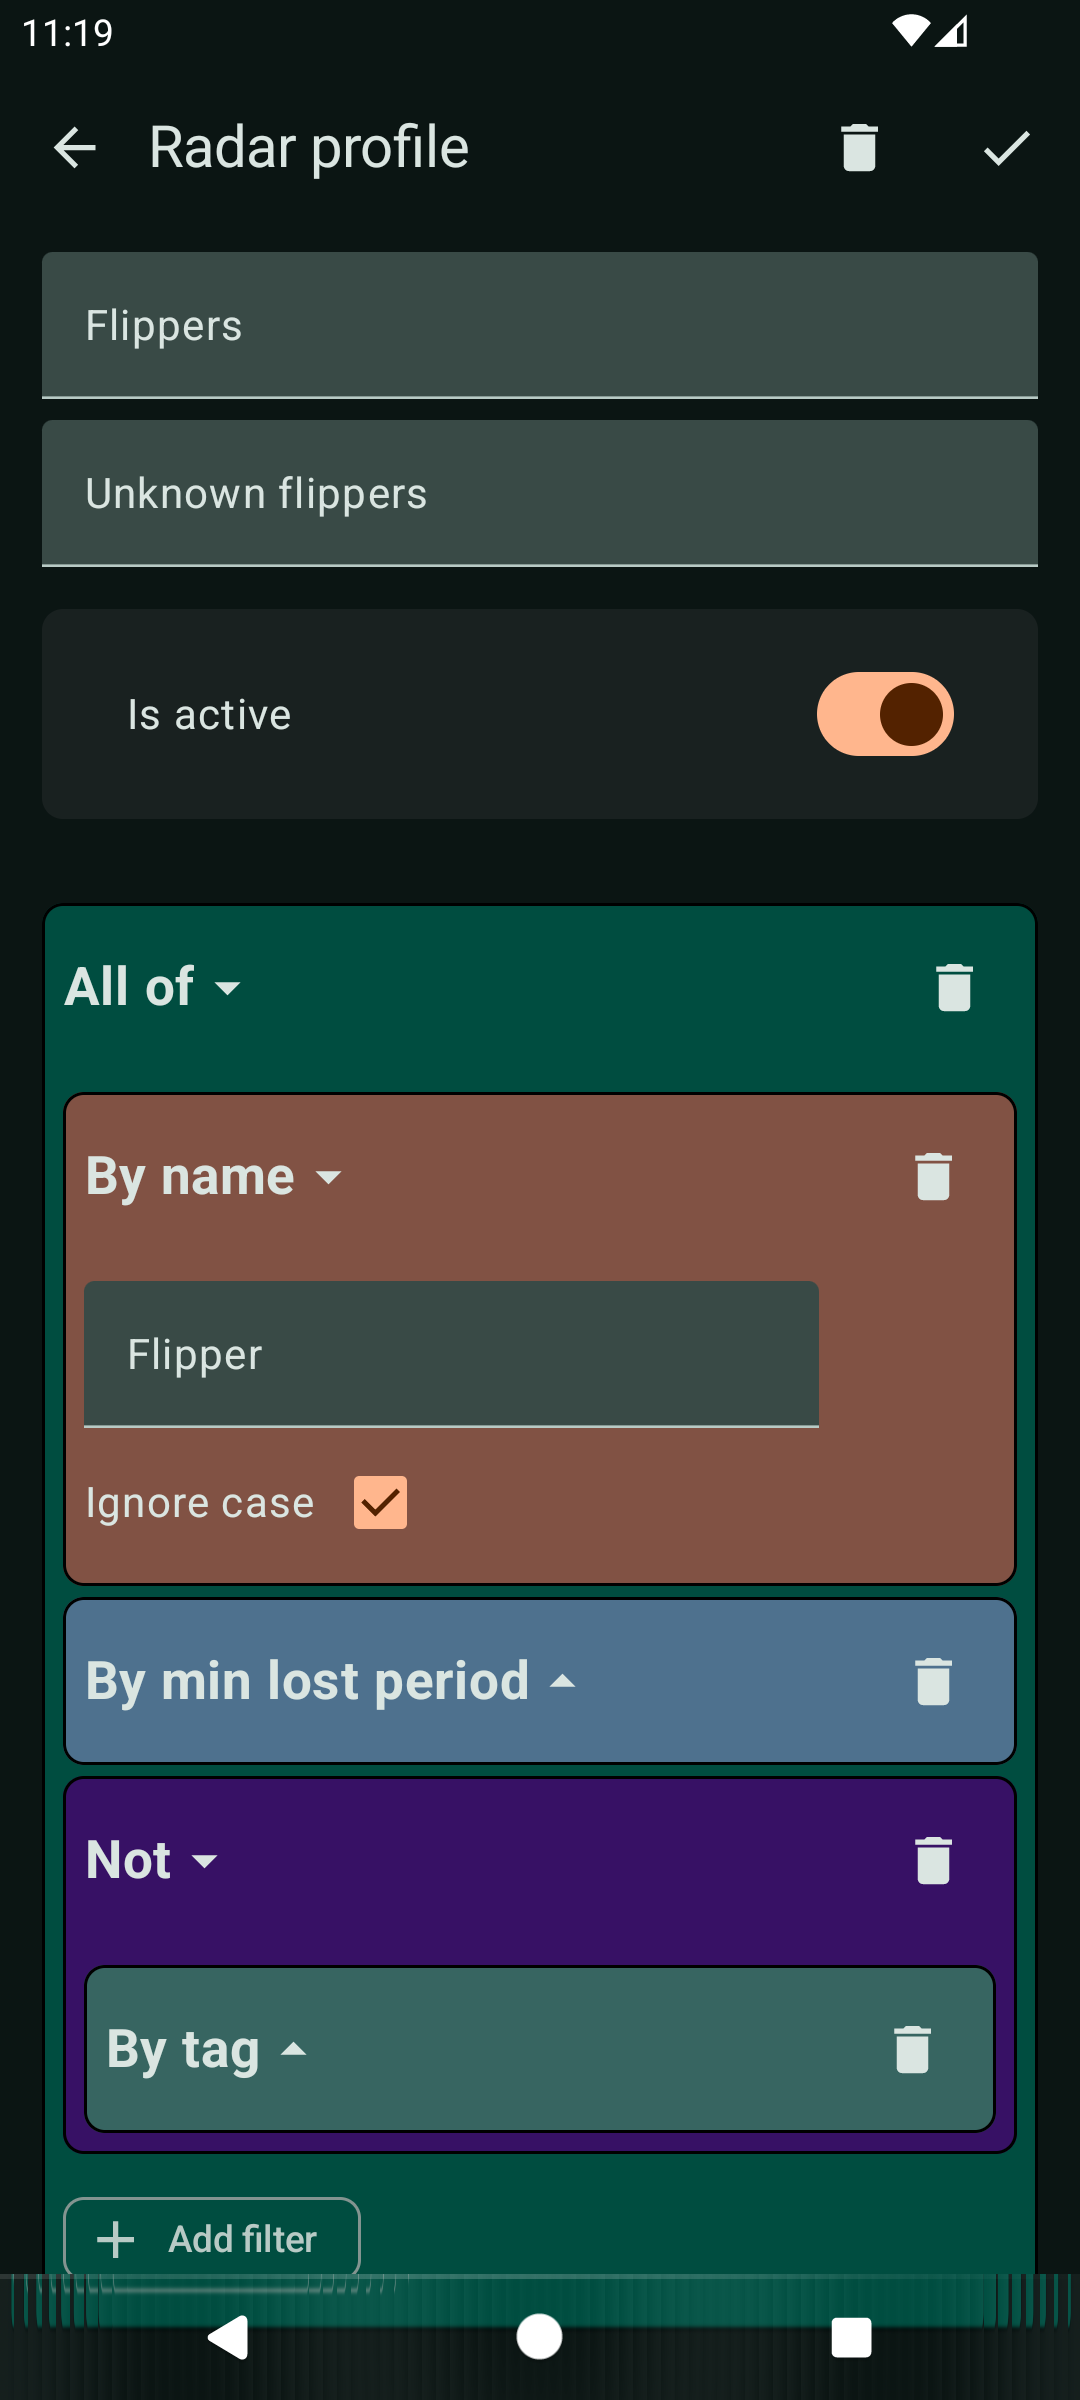 11:19
Radar profile
Flippers
Unknown flippers
Is active
All of
By name
Flipper
Ignore case
By min lost period
Not
By tag
Add filter